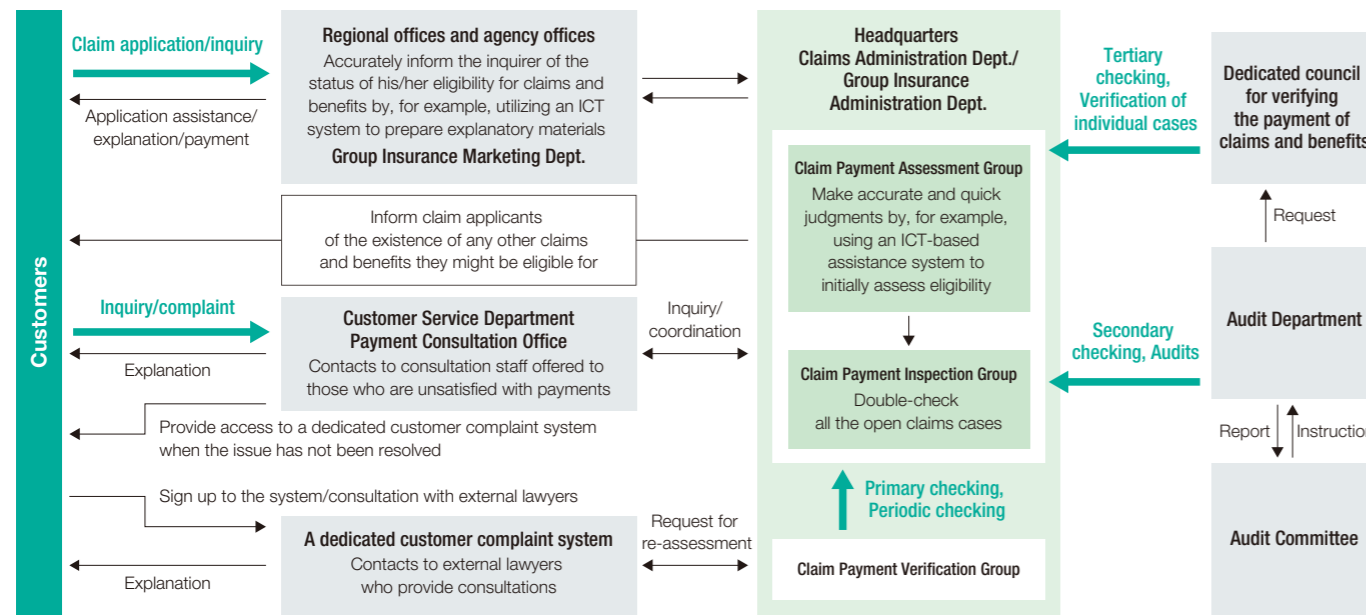 Customers
Claim application/inquiry
Application assistance/
explanation/payment
Regional offices and agency offices
Accurately inform the inquirer of the
status of his/her eligibility for claims and
benefits by, for example, utilizing an ICT
system to prepare explanatory materials
Group Insurance Marketing Dept.
Inform claim applicants
of the existence of any other claims
and benefits they might be eligible for
Inquiry/complaint
Explanation
Customer Service Department
Payment Consultation Office
Contacts to consultation staff offered to
those who are unsatisfied with payments
Inquiry/
coordination
Provide access to a dedicated customer complaint system
when the issue has not been resolved
Sign up to the system/consultation with external lawyers
Explanation
A dedicated customer complaint system
Contacts to external lawyers
who provide consultations
Request for
re-assessment
Headquarters
Claims Administration Dept./
Group Insurance
Administration Dept.
Claim Payment Assessment Group
Make accurate and quick
judgments by, for example,
using an ICT-based
assistance system to
initially assess eligibility
Claim Payment Inspection Group
Double-check
all the open claims cases
Primary checking,
Periodic checking
Claim Payment Verification Group
Tertiary
checking,
Verification of
individual cases
Secondary
checking, Audits
Dedicated council
for verifying
the payment of
claims and benefits
Request
Audit Department
Report
Instruction
Audit Committee